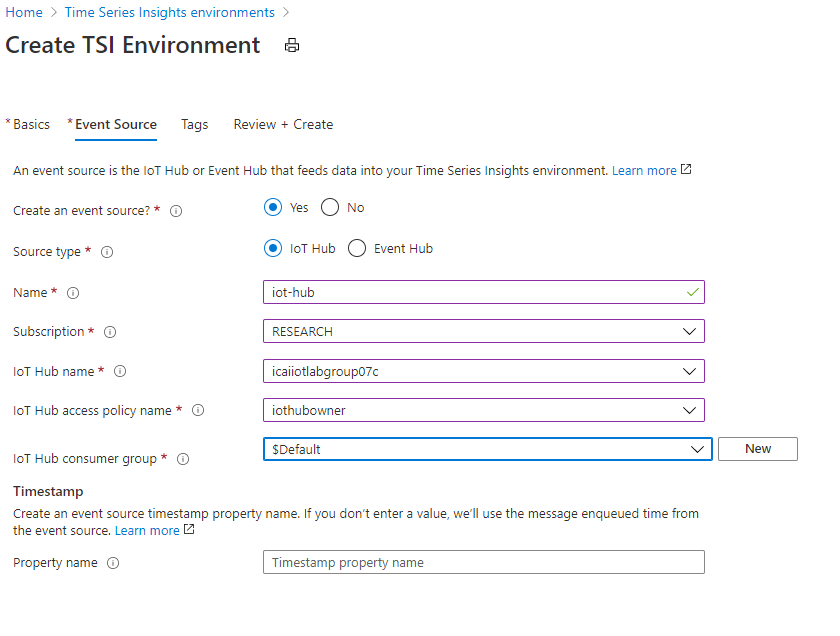 Home > Time Series Insights environments >
Create TSI Environment
* Basics * Event Source Tags Review + Create
An event source is the IoT Hub or Event Hub that feeds data into your Time Series Insights environment. Learn more
Create an event source? * Yes No
Source type * IoT Hub Event Hub
Name * iot-hub
Subscription * RESEARCH
IoT Hub name * icaiiotlabgroup07c
IoT Hub access policy name * iothubowner
IoT Hub consumer group * $Default New
Timestamp
Create an event source timestamp property name. If you don't enter a value, we'll use the message enqueued time from
the event source. Learn more
Property name Timestamp property name